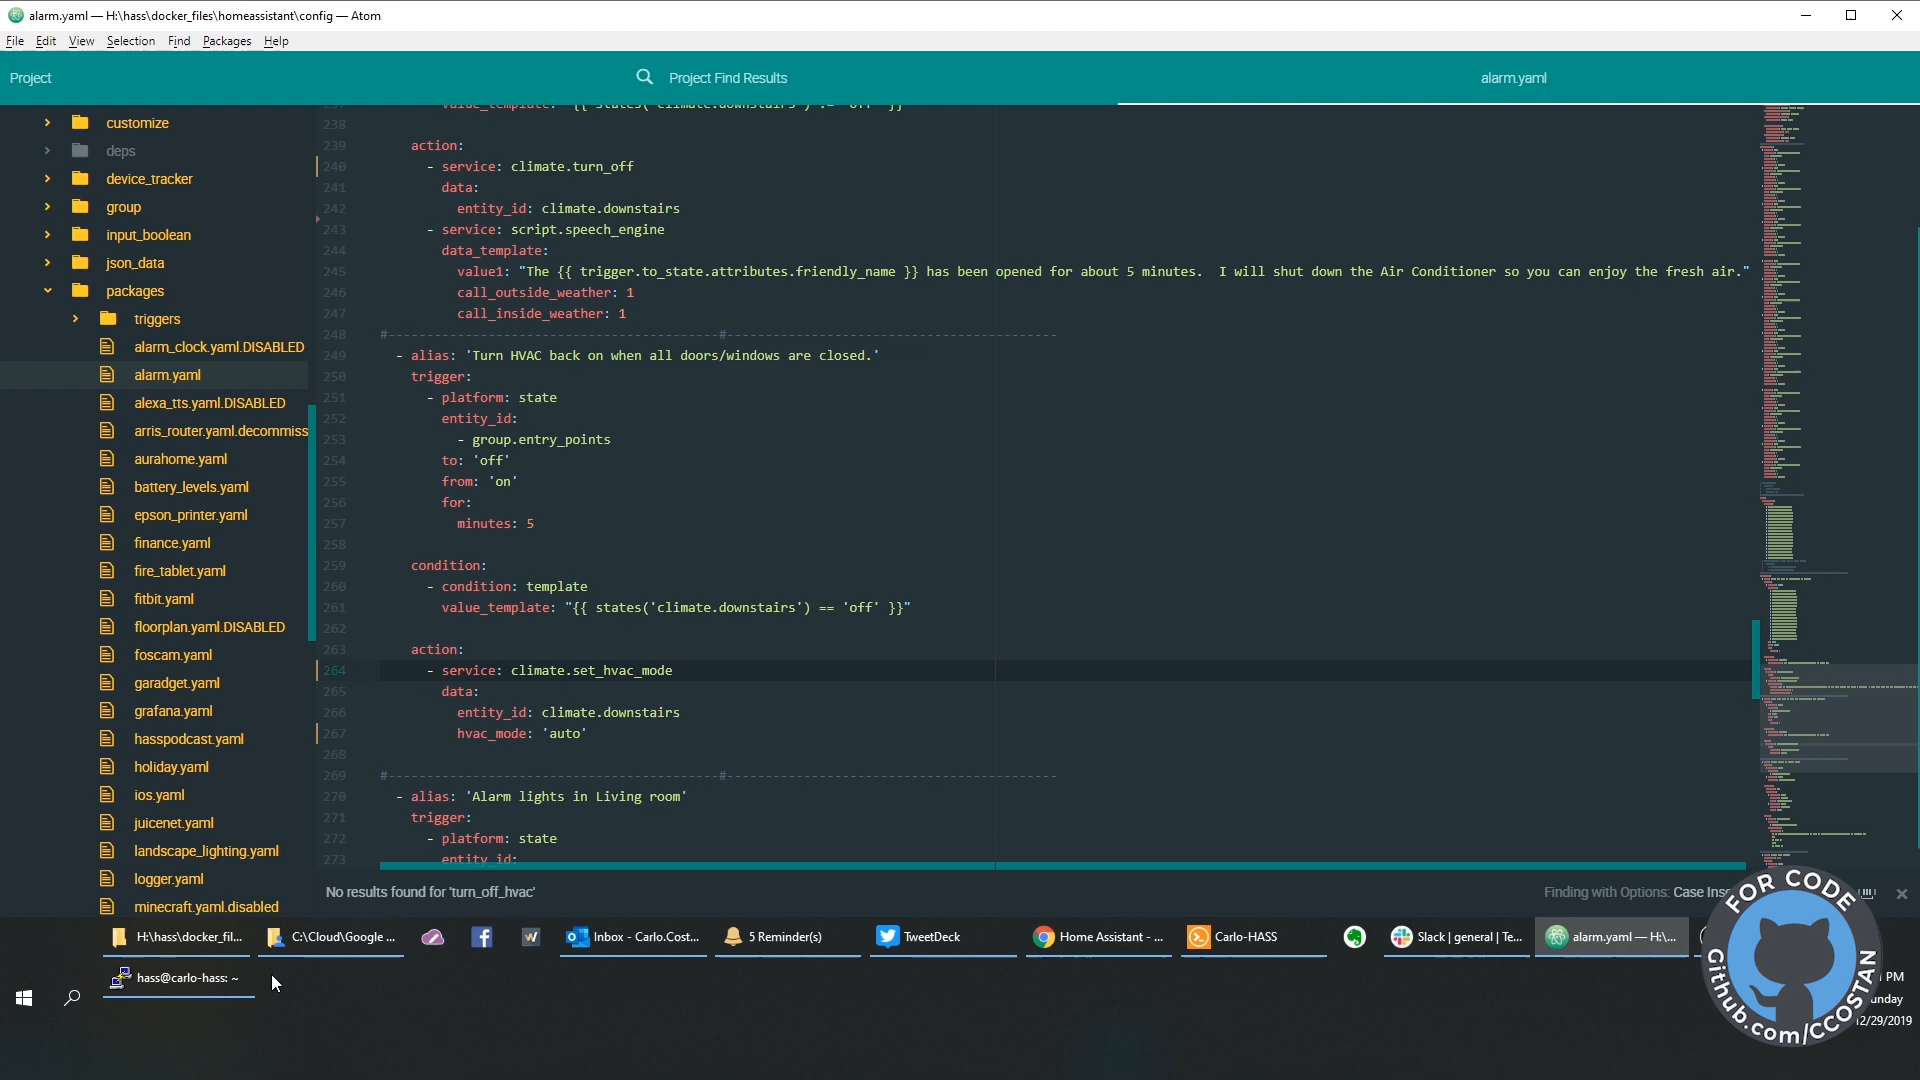 alarm.yaml — H:\hass\docker_files\homeassistant\config — Atom
File Edit View Selection Find Packages Help
Project
Project Find Results
alarm.yaml
customize
deps
device_tracker
group
input_boolean
json_data
packages
triggers
alarm_clock.yaml.DISABLED
alarm.yaml
alexa_tts.yaml.DISABLED
arris_router.yaml.decommiss
aurahome.yaml
battery_levels.yaml
epson_printer.yaml
finance.yaml
fire_tablet.yaml
fitbit.yaml
floorplan.yaml.DISABLED
foscam.yaml
garadget.yaml
grafana.yaml
hasspodcast.yaml
holiday.yaml
ios.yaml
juicenet.yaml
landscape_lighting.yaml
logger.yaml
minecraft.yaml.disabled
237 value_template: "{{ states('climate.downstairs') != 'off' }}
238
239 action:
240 - service: climate.turn_off
241 data:
242 entity_id: climate.downstairs
243 - service: script.speech_engine
244 data_template:
245 value1: "The {{ trigger.to_state.attributes.friendly_name }} has been opened for about 5 minutes.  I will shut down the Air Conditioner so you can enjoy the fresh air."
246 call_outside_weather: 1
247 call_inside_weather: 1
248 #-------------------------------------------#-------------------------------------------
249 - alias: 'Turn HVAC back on when all doors/windows are closed.'
250 trigger:
251 - platform: state
252 entity_id:
253 - group.entry_points
254 to: 'off'
255 from: 'on'
256 for:
257 minutes: 5
258
259 condition:
260 - condition: template
261 value_template: "{{ states('climate.downstairs') == 'off' }}"
262
263 action:
264 - service: climate.set_hvac_mode
265 data:
266 entity_id: climate.downstairs
267 hvac_mode: 'auto'
268
269 #-------------------------------------------#-------------------------------------------
270 - alias: 'Alarm lights in Living room'
271 trigger:
272 - platform: state
273 entity_id:
No results found for 'turn_off_hvac'
Finding with Options: Case Inse
H:\hass\docker_fil... C:\Cloud\Google ... Inbox - Carlo.Cost... 5 Reminder(s) TweetDeck Home Assistant - ... Carlo-HASS Slack | general | Te... alarm.yaml — H:\...
hass@carlo-hass: ~
PM
unday
12/29/2019
FOR CODE
Github.com/CCOSTAN